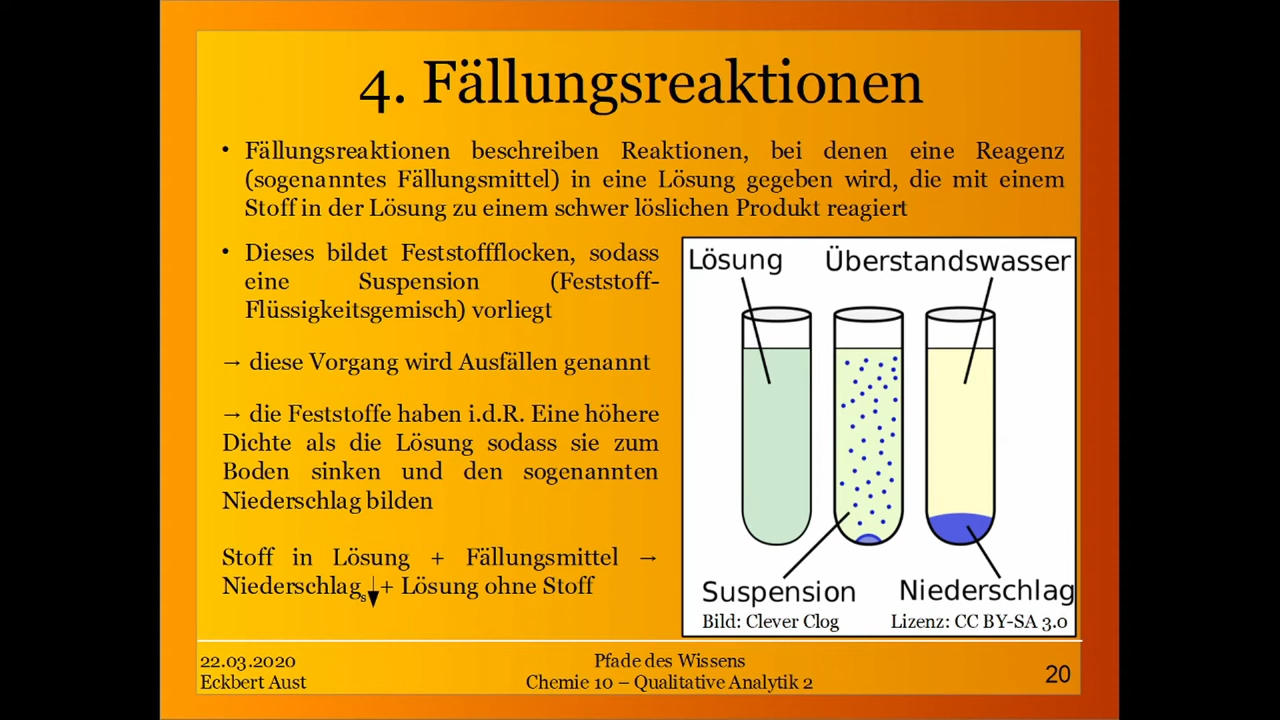 4. Fällungsreaktionen
• Fällungsreaktionen beschreiben Reaktionen, bei denen eine Reagenz
(sogenanntes Fällungsmittel) in eine Lösung gegeben wird, die mit einem
Stoff in der Lösung zu einem schwer löslichen Produkt reagiert
• Dieses bildet Feststoffflocken, sodass
eine Suspension (Feststoff-
Flüssigkeitsgemisch) vorliegt
→ diese Vorgang wird Ausfällen genannt
→ die Feststoffe haben i.d.R. Eine höhere
Dichte als die Lösung sodass sie zum
Boden sinken und den sogenannten
Niederschlag bilden
Stoff in Lösung + Fällungsmittel →
Niederschlag s ↓ + Lösung ohne Stoff
Lösung Überstandswasser
Suspension Niederschlag
Bild: Clever Clog Lizenz: CC BY-SA 3.0
22.03.2020
Eckbert Aust
Pfade des Wissens
Chemie 10 – Qualitative Analytik 2
20